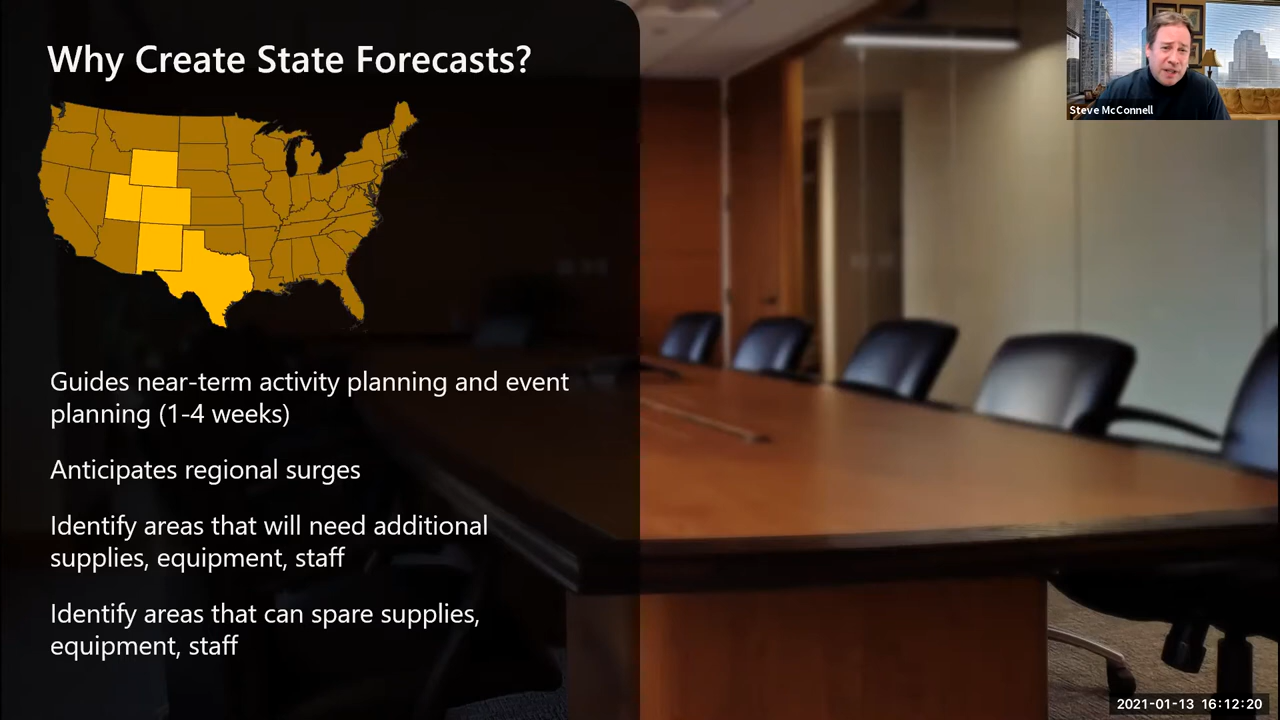 Why Create State Forecasts?
Steve McConnell
Guides near-term activity planning and event
planning (1-4 weeks)
Anticipates regional surges
Identify areas that will need additional
supplies, equipment, staff
Identify areas that can spare supplies,
equipment, staff
2021-01-13 16:12:20